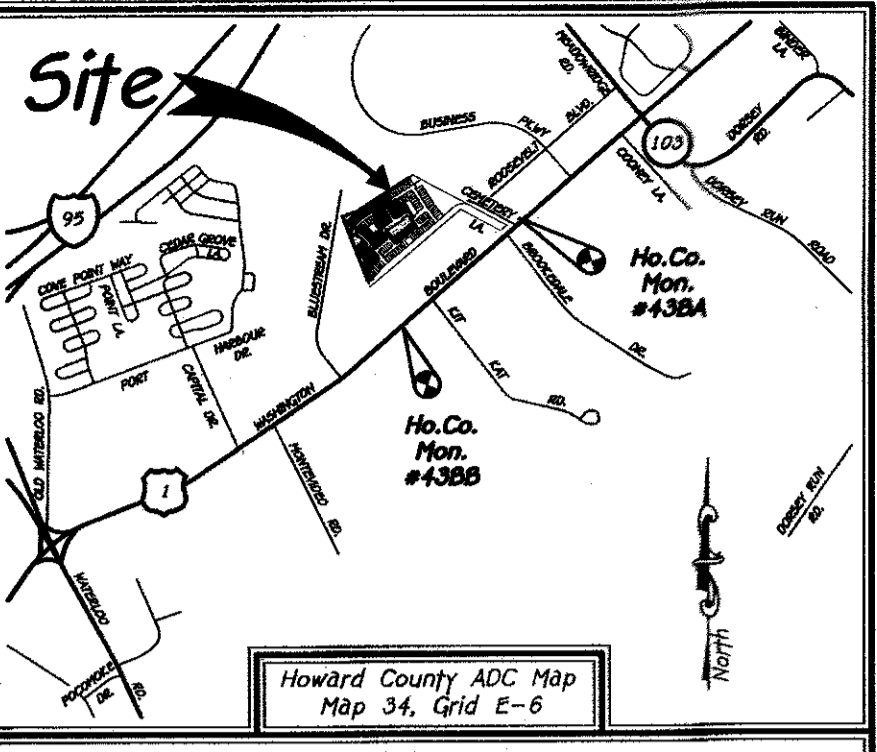 Site
95
MEADOWRIDGE
RD.
BINDER
LA.
BUSINESS
PKWY
ROOSEVELT
BLVD.
103
DORSEY
RD.
COONEY LA.
DORSEY
RUN
ROAD
CEMETERY
LA.
CEDAR GROVE
LA.
COVE POINT WAY
POINT LA.
BLUESTREAM DR.
BOULEVARD
BROOKDALE
DR.
Ho.Co.
Mon.
#43BA
HARBOUR
DR.
PORT
CAPITAL DR.
WASHINGTON
KIT
KAT
RD.
Ho.Co.
Mon.
#43BB
OLD WATERLOO RD.
1
MONTEVIDEO RD.
DORSEY RUN
RD.
WATERLOO
RD.
POCOMOKE
DR.
North
Howard County ADC Map
Map 34, Grid E-6